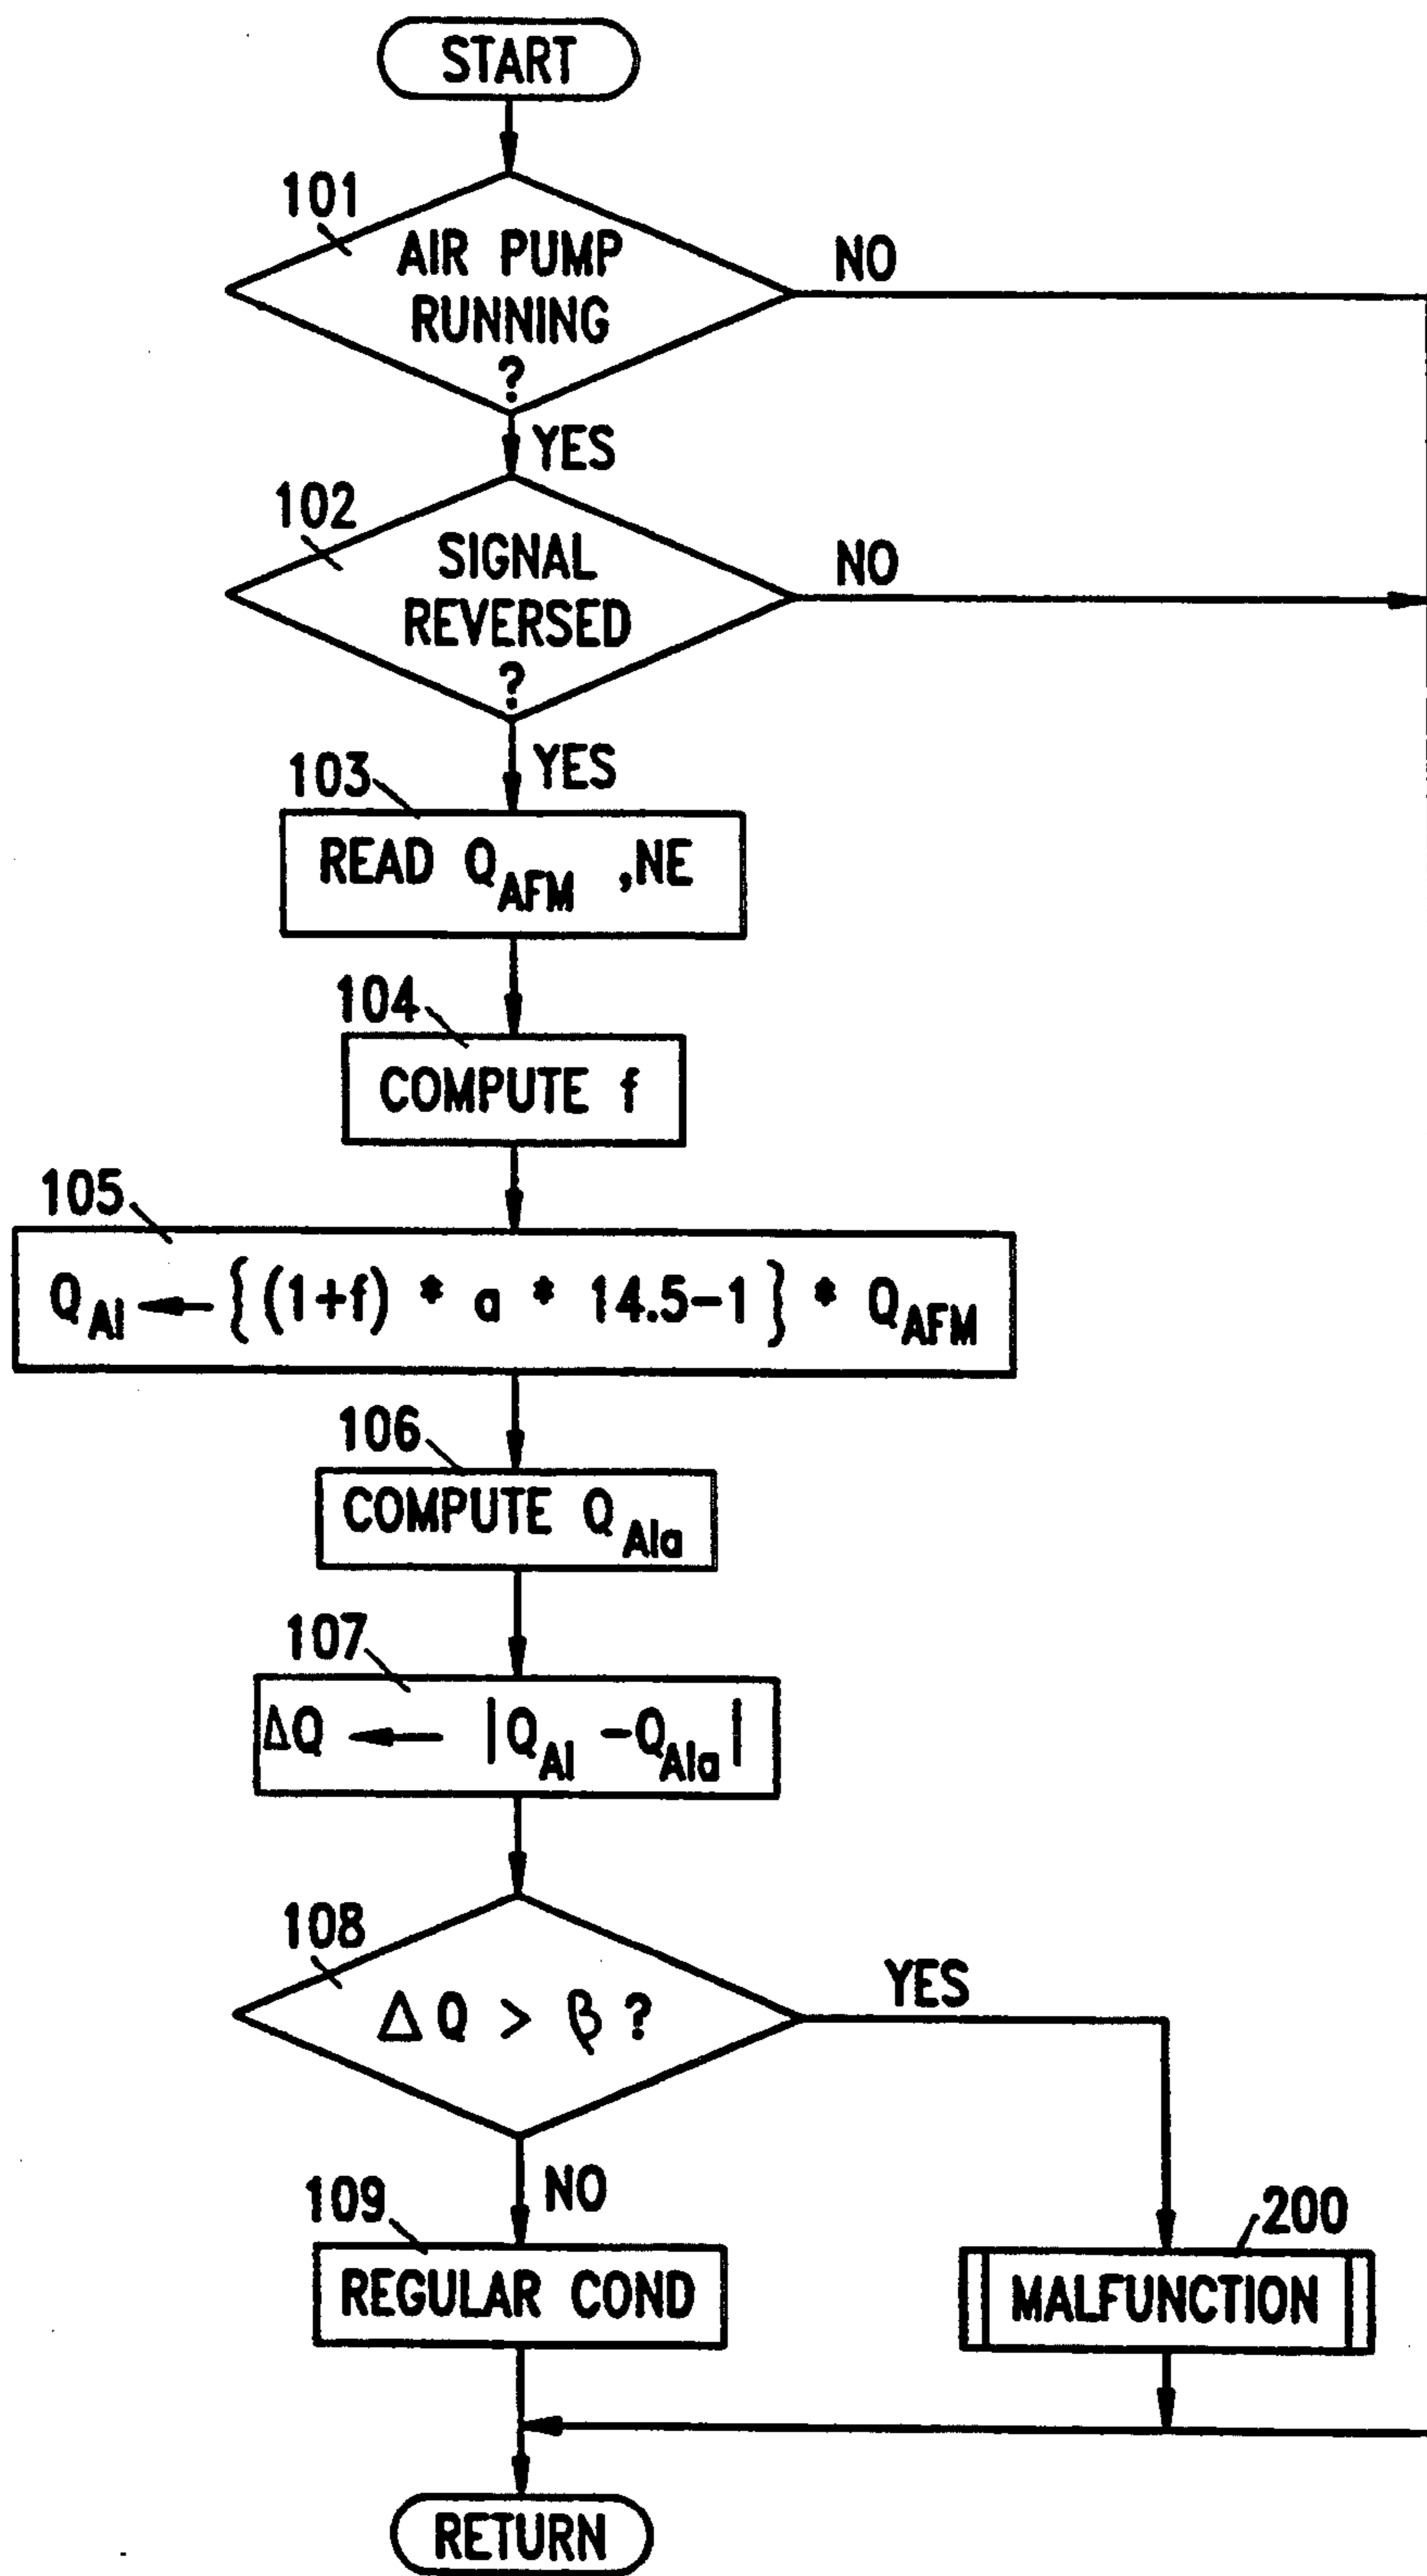 START
101
AIR PUMP
RUNNING
?
NO
YES
102
SIGNAL
REVERSED
?
NO
YES
103
READ Q_AFM ,NE
104
COMPUTE f
105
Q_AI ← {(1+f) * a * 14.5-1} * Q_AFM
106
COMPUTE Q_AIa
107
ΔQ ← |Q_AI -Q_AIa|
108
ΔQ > β ?
YES
NO
109
REGULAR COND
200
MALFUNCTION
RETURN